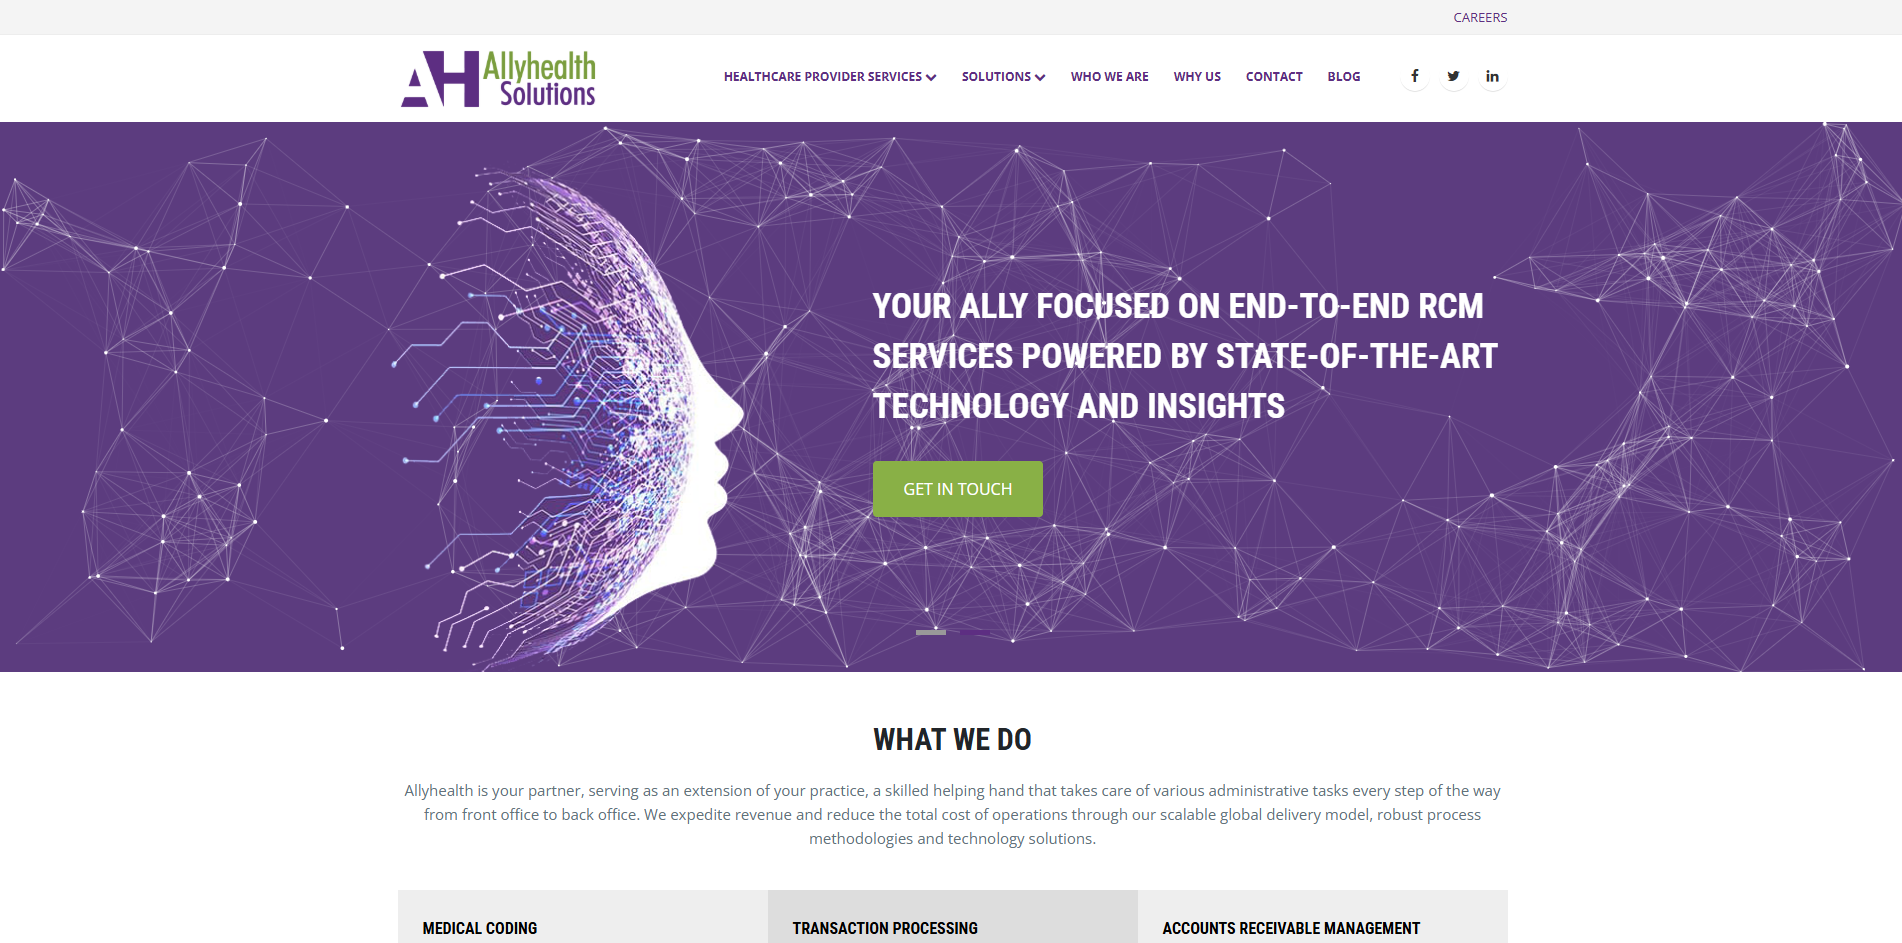 CAREERS
AH Allyhealth
Solutions
HEALTHCARE PROVIDER SERVICES SOLUTIONS WHO WE ARE WHY US CONTACT BLOG
YOUR ALLY FOCUSED ON END-TO-END RCM
SERVICES POWERED BY STATE-OF-THE-ART
TECHNOLOGY AND INSIGHTS
GET IN TOUCH
WHAT WE DO
Allyhealth is your partner, serving as an extension of your practice, a skilled helping hand that takes care of various administrative tasks every step of the way
from front office to back office. We expedite revenue and reduce the total cost of operations through our scalable global delivery model, robust process
methodologies and technology solutions.
MEDICAL CODING
TRANSACTION PROCESSING
ACCOUNTS RECEIVABLE MANAGEMENT